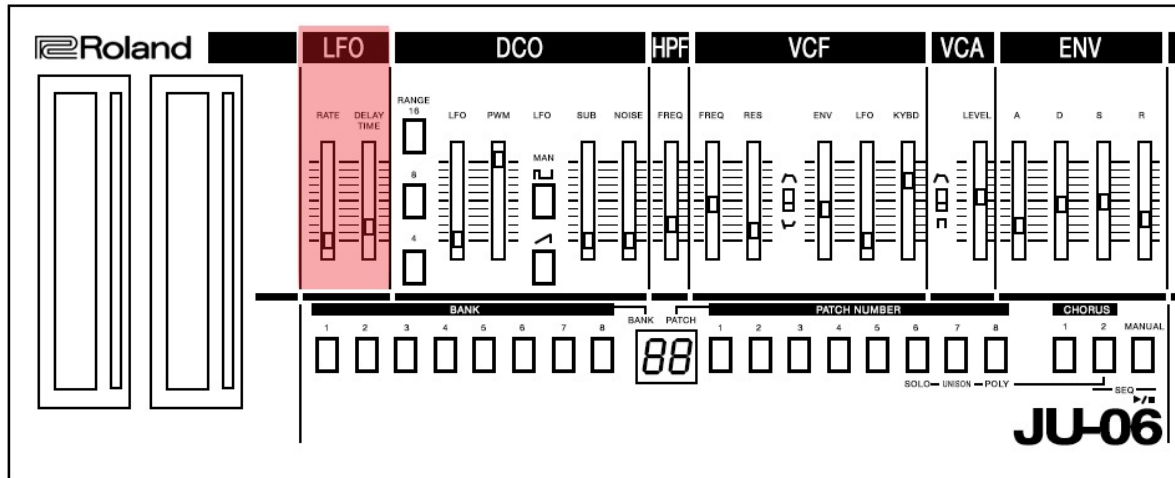 Roland
LFO DCO HPF VCF VCA ENV
RANGE
16
RATE DELAY TIME LFO PWM LFO SUB NOISE FREQ FREQ RES ENV LFO KYBD LEVEL A D S R
MAN
8
4
BANK PATCH NUMBER CHORUS
BANK PATCH
1 2 3 4 5 6 7 8 1 2 3 4 5 6 7 8 1 2 MANUAL
88
SOLO UNISON POLY
SEQ
JU-06